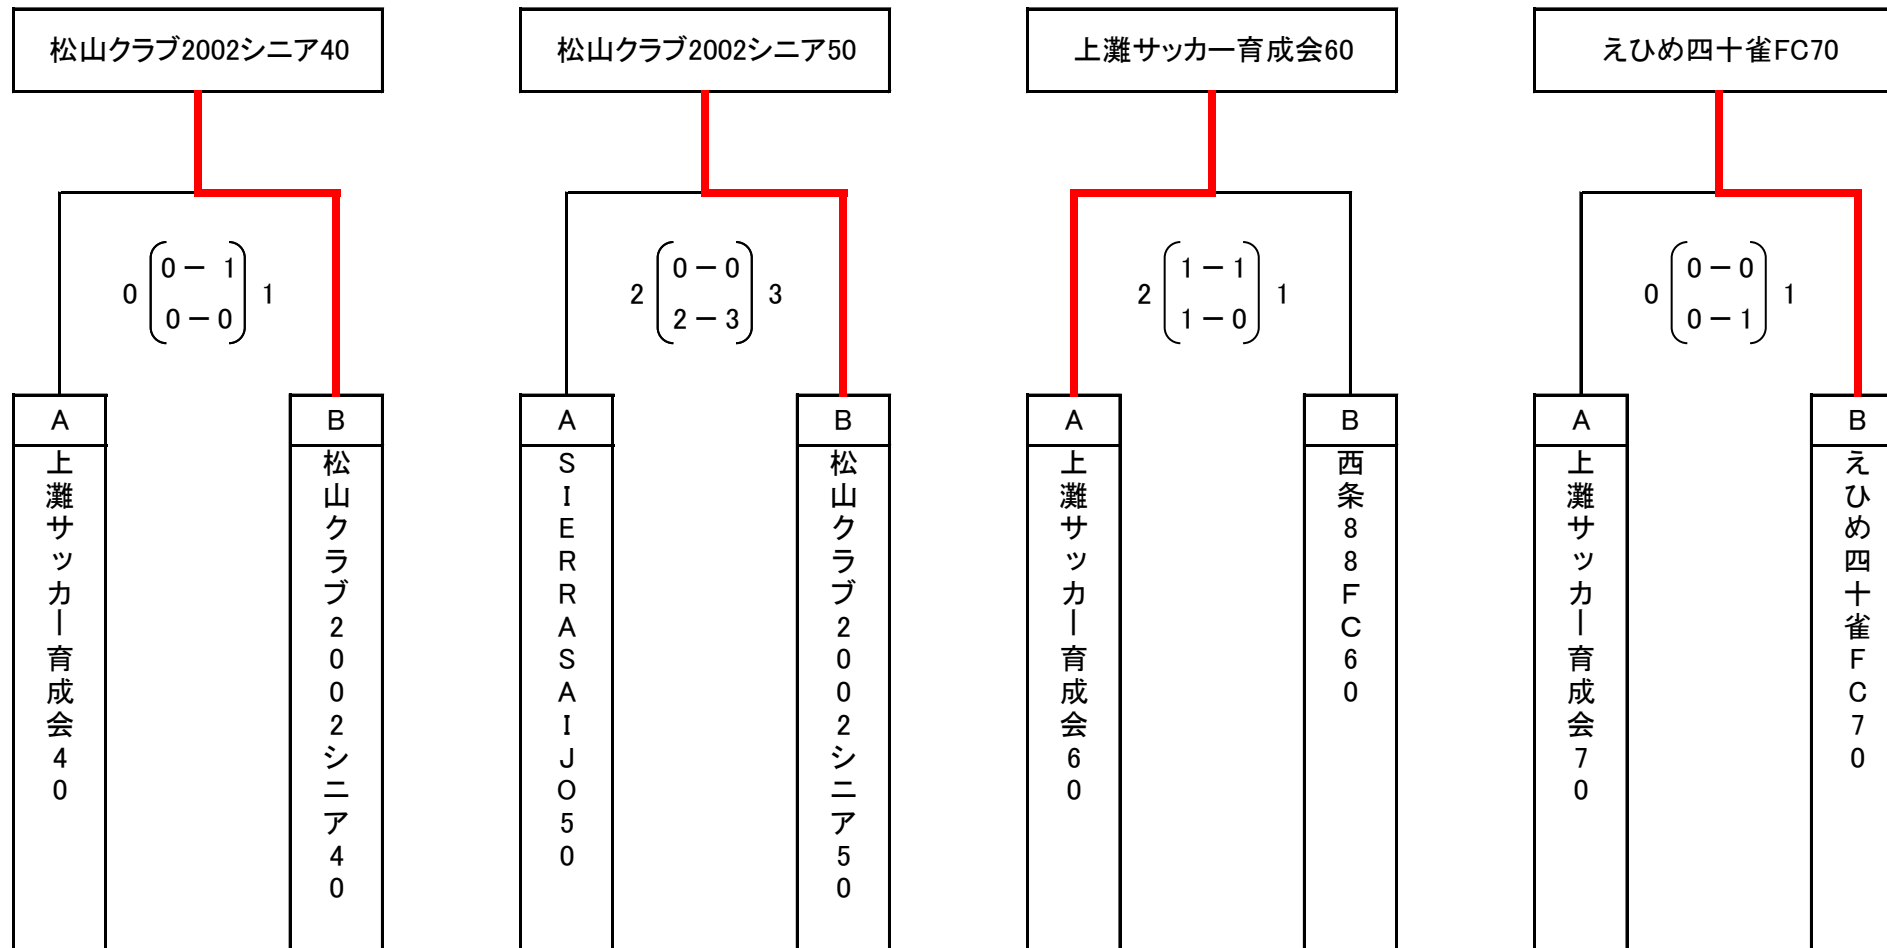 松山クラブ2002シニア40
松山クラブ2002シニア50
上灘サッカー育成会60
えひめ四十雀FC70
0 0－1 0－0 1
2 0－0 2－3 3
2 1－1 1－0 1
0 0－0 0－1 1
A
上灘サッカー育成会40
B
松山クラブ2002シニア40
A
SIERRASAIJO50
B
松山クラブ2002シニア50
A
上灘サッカー育成会60
B
西条88FC60
A
上灘サッカー育成会70
B
えひめ四十雀FC70